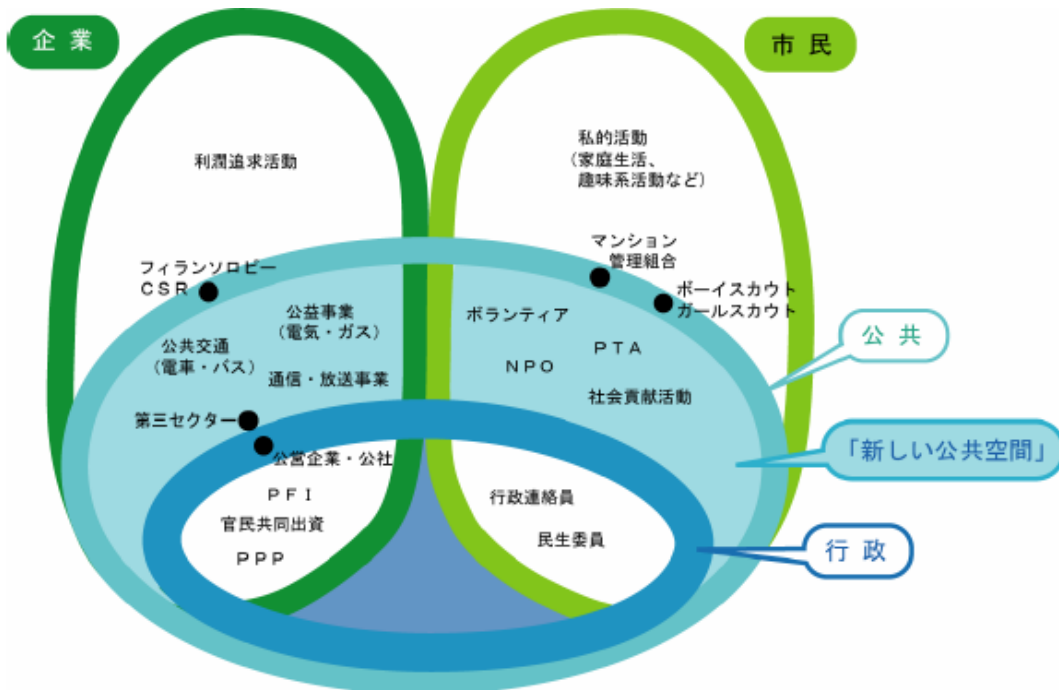 企 業
市 民
利潤追求活動
私的活動
（家庭生活、
趣味系活動など）
マンション
管理組合
フィランソロピー
ＣＳＲ
ボーイスカウト
ガールスカウト
公益事業
（電気・ガス）
ボランティア
公 共
公共交通
（電車・バス）
ＰＴＡ
ＮＰＯ
通信・放送事業
社会貢献活動
第三セクター
「新しい公共空間」
公営企業・公社
ＰＦＩ
行政連絡員
官民共同出資
民生委員
行 政
ＰＰＰ